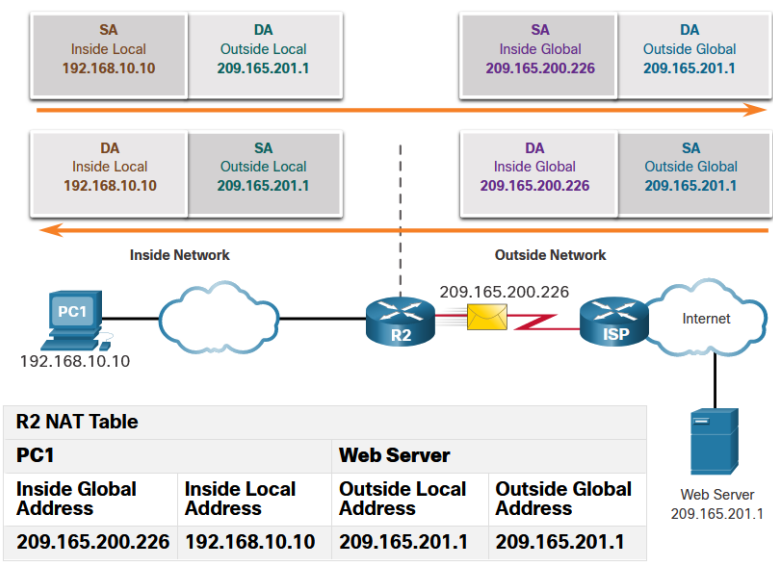 SA
Inside Local
192.168.10.10
DA
Outside Local
209.165.201.1
SA
Inside Global
209.165.200.226
DA
Outside Global
209.165.201.1
DA
Inside Local
192.168.10.10
SA
Outside Local
209.165.201.1
DA
Inside Global
209.165.200.226
SA
Outside Global
209.165.201.1
Inside Network
Outside Network
209.165.200.226
PC1
R2
ISP
Internet
192.168.10.10
Web Server
209.165.201.1
R2 NAT Table
PC1
Web Server
Inside Global
Address
Inside Local
Address
Outside Local
Address
Outside Global
Address
209.165.200.226
192.168.10.10
209.165.201.1
209.165.201.1